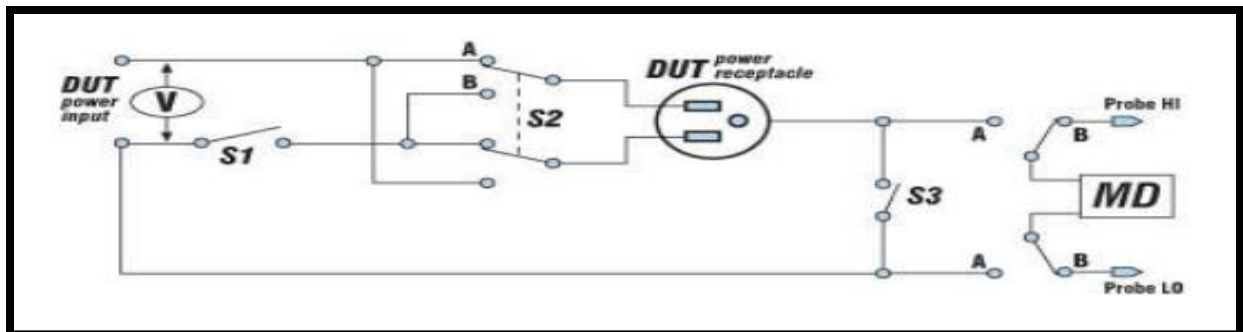 A
DUT power input
V
B
S1
S2
DUT power receptacle
A
B
Probe HI
S3
MD
A
B
Probe LO